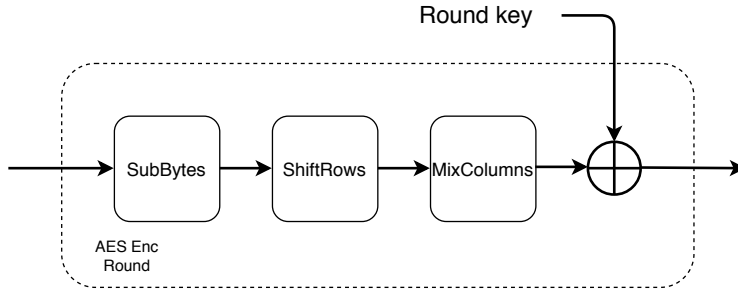 Round key
SubBytes
ShiftRows
MixColumns
AES Enc
Round